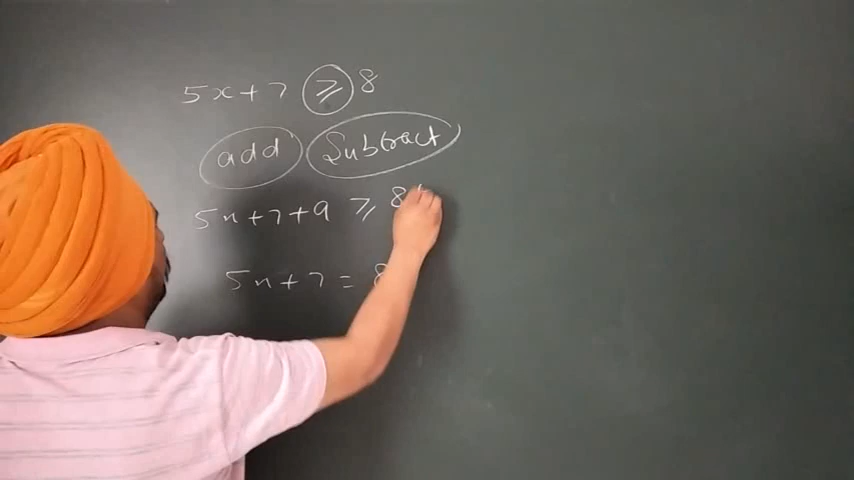 5x+7 ≥ 8
add Subtract
5x+7+9 ≥ 8+
5x+7 = 8